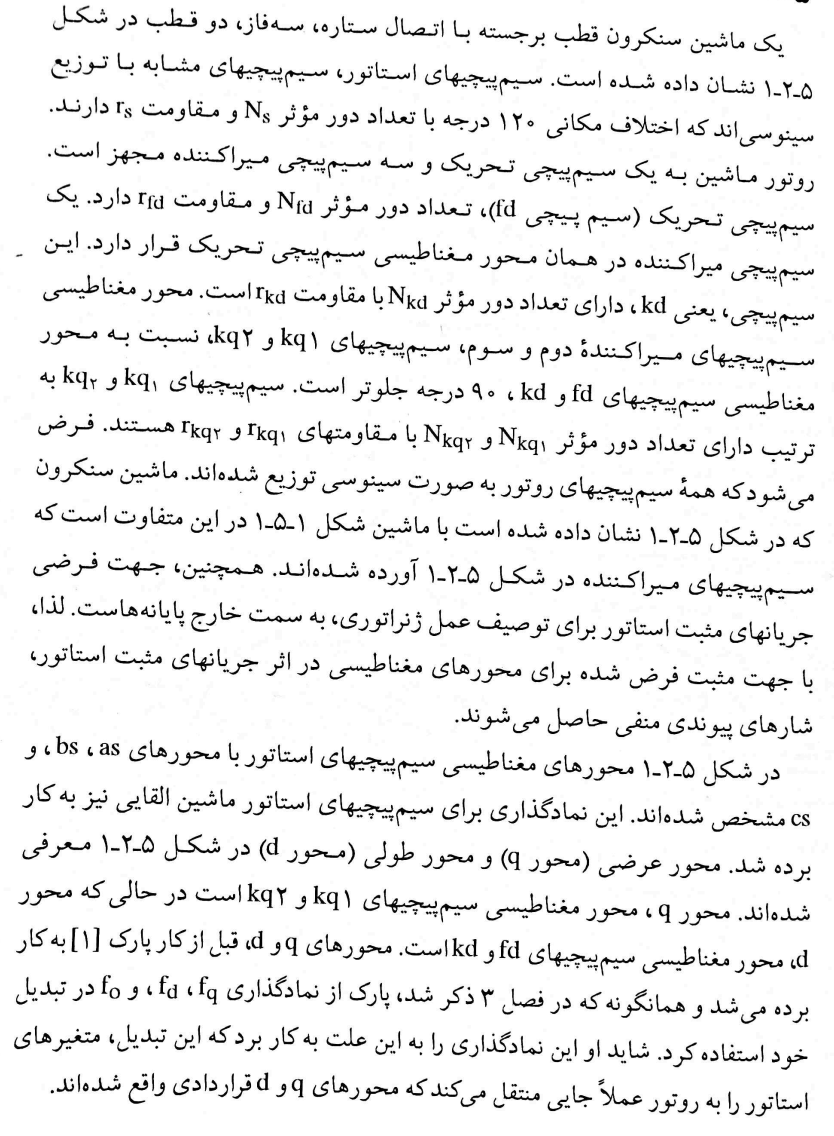 یک ماشین سنکرون قطب برجسته با اتصال ستاره، سه‌فاز، دو قطب در شکل
۱-۲-۵ نشان داده شده است. سیم‌پیچیهای استاتور، سیم‌پیچیهای مشابه با توزیع
سینوسی‌اند که اختلاف مکانی ۱۲۰ درجه با تعداد دور مؤثر Ns و مقاومت rs دارند.
روتور ماشین به یک سیم‌پیچی تحریک و سه سیم‌پیچی میراکننده مجهز است.
سیم‌پیچی تحریک (سیم پیچی fd)، تعداد دور مؤثر Nfd و مقاومت rfd دارد. یک
سیم‌پیچی میراکننده در همان محور مغناطیسی سیم‌پیچی تحریک قرار دارد. این
سیم‌پیچی، یعنی kd، دارای تعداد دور مؤثر Nkd با مقاومت rkd است. محور مغناطیسی
سیم‌پیچیهای میراکنندهٔ دوم و سوم، سیم‌پیچیهای kq۱ و kq۲، نسبت به محور
مغناطیسی سیم‌پیچیهای fd و kd، ۹۰ درجه جلوتر است. سیم‌پیچیهای kq۱ و kq۲ به
ترتیب دارای تعداد دور مؤثر Nkq۱ و Nkq۲ با مقاومتهای rkq۱ و rkq۲ هستند. فرض
می‌شود که همهٔ سیم‌پیچیهای روتور به صورت سینوسی توزیع شده‌اند. ماشین سنکرون
که در شکل ۱-۲-۵ نشان داده شده است با ماشین شکل ۱-۵-۱ در این متفاوت است که
سیم‌پیچیهای میراکننده در شکل ۱-۲-۵ آورده شده‌اند. همچنین، جهت فرضی
جریانهای مثبت استاتور برای توصیف عمل ژنراتوری، به سمت خارج پایانه‌هاست. لذا،
با جهت مثبت فرض شده برای محورهای مغناطیسی در اثر جریانهای مثبت استاتور،
شارهای پیوندی منفی حاصل می‌شوند.
در شکل ۱-۲-۵ محورهای مغناطیسی سیم‌پیچیهای استاتور با محورهای as، bs، و
cs مشخص شده‌اند. این نمادگذاری برای سیم‌پیچیهای استاتور ماشین القایی نیز به کار
برده شد. محور عرضی (محور q) و محور طولی (محور d) در شکل ۱-۲-۵ معرفی
شده‌اند. محور q، محور مغناطیسی سیم‌پیچیهای kq۱ و kq۲ است در حالی که محور
d، محور مغناطیسی سیم‌پیچیهای fd و kd است. محورهای q و d، قبل از کار پارک [۱] به کار
برده می‌شد و همانگونه که در فصل ۳ ذکر شد، پارک از نمادگذاری fq، fd، و fo در تبدیل
خود استفاده کرد. شاید او این نمادگذاری را به این علت به کار برد که این تبدیل، متغیرهای
استاتور را به روتور عملاً جایی منتقل می‌کند که محورهای q و d قراردادی واقع شده‌اند.